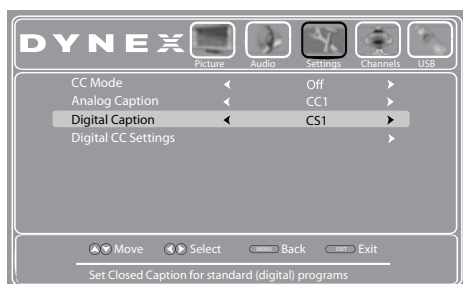 DYNEX
Picture Audio Settings Channels USB
CC Mode Off
Analog Caption CC1
Digital Caption CS1
Digital CC Settings
Move Select MENU Back EXIT Exit
Set Closed Caption for standard (digital) programs